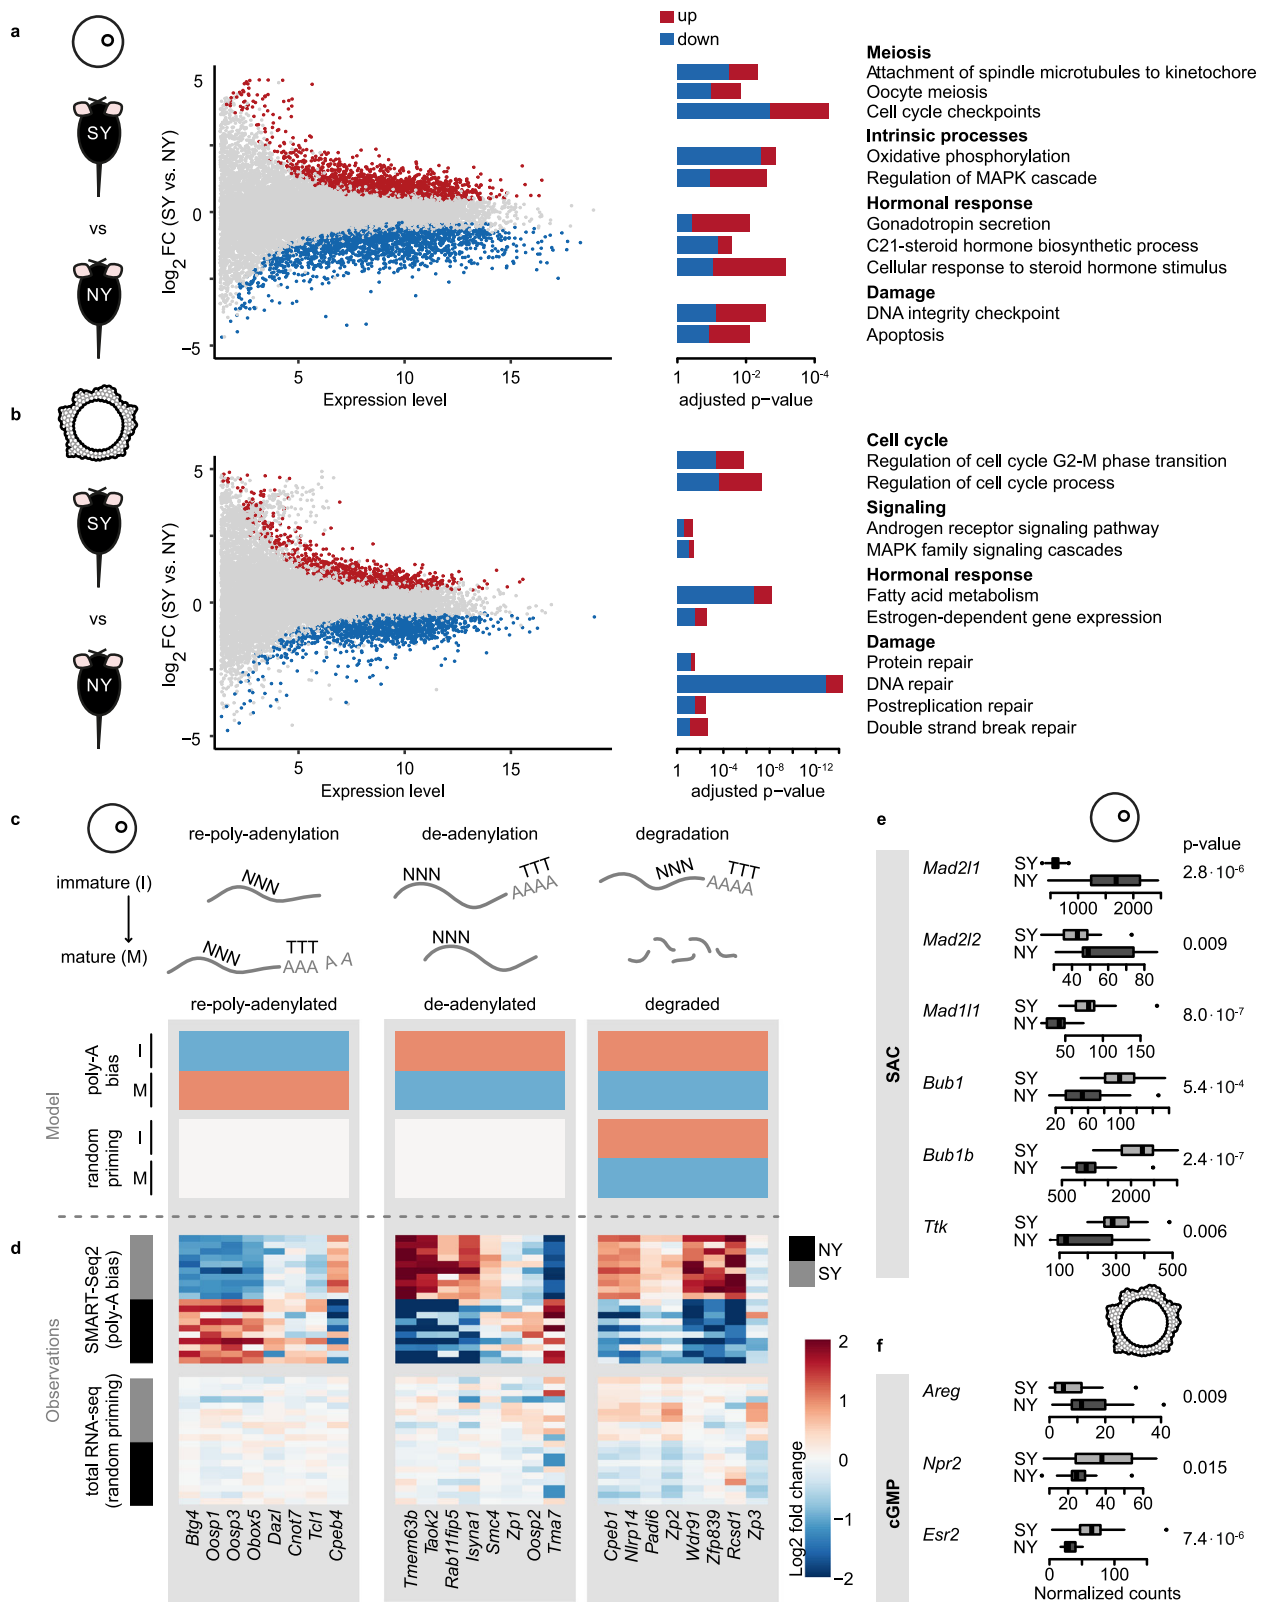 a
up
down
SY
vs
NY
log2FC (SY vs. NY)
5
0
−5
5
10
15
Expression level
Meiosis
Attachment of spindle microtubules to kinetochore
Oocyte meiosis
Cell cycle checkpoints
Intrinsic processes
Oxidative phosphorylation
Regulation of MAPK cascade
Hormonal response
Gonadotropin secretion
C21-steroid hormone biosynthetic process
Cellular response to steroid hormone stimulus
Damage
DNA integrity checkpoint
Apoptosis
1 10-2 10-4
adjusted p−value
b
SY
vs
NY
log2FC (SY vs. NY)
5
0
−5
5
10
15
Expression level
Cell cycle
Regulation of cell cycle G2-M phase transition
Regulation of cell cycle process
Signaling
Androgen receptor signaling pathway
MAPK family signaling cascades
Hormonal response
Fatty acid metabolism
Estrogen-dependent gene expression
Damage
Protein repair
DNA repair
Postreplication repair
Double strand break repair
1 10-4 10-8 10-12
adjusted p−value
c
re-poly-adenylation
de-adenylation
degradation
immature (I)
NNN
NNN
TTT
AAAA
NNN
TTT
AAAA
mature (M)
NNN
TTT
AAA A A
NNN
re-poly-adenylated
de-adenylated
degraded
Model
poly-A
bias
I
M
random
priming
I
M
d
Observations
SMART-Seq2
(poly-A bias)
total RNA-seq
(random priming)
NY
SY
Log2 fold change
2
1
0
−1
−2
Btg4
Oosp1
Oosp3
Obox5
Dazl
Cnot7
Tcl1
Cpeb4
Tmem63b
Taok2
Rab11fip5
Isyna1
Smc4
Zp1
Oosp2
Tma7
Cpeb1
Nlrp14
Padi6
Zp2
Wdr91
Zfp839
Rcsd1
Zp3
e
p-value
SAC
Mad2l1
SY
NY
2.8·10-6
1000 2000
Mad2l2
SY
NY
0.009
40 60 80
Mad1l1
SY
NY
8.0·10-7
50 100 150
Bub1
SY
NY
5.4·10-4
20 60 100
Bub1b
SY
NY
2.4·10-7
500 2000
Ttk
SY
NY
0.006
100 300 500
f
cGMP
Areg
SY
NY
0.009
0 20 40
Npr2
SY
NY
0.015
20 40 60
Esr2
SY
NY
7.4·10-6
0 100
Normalized counts